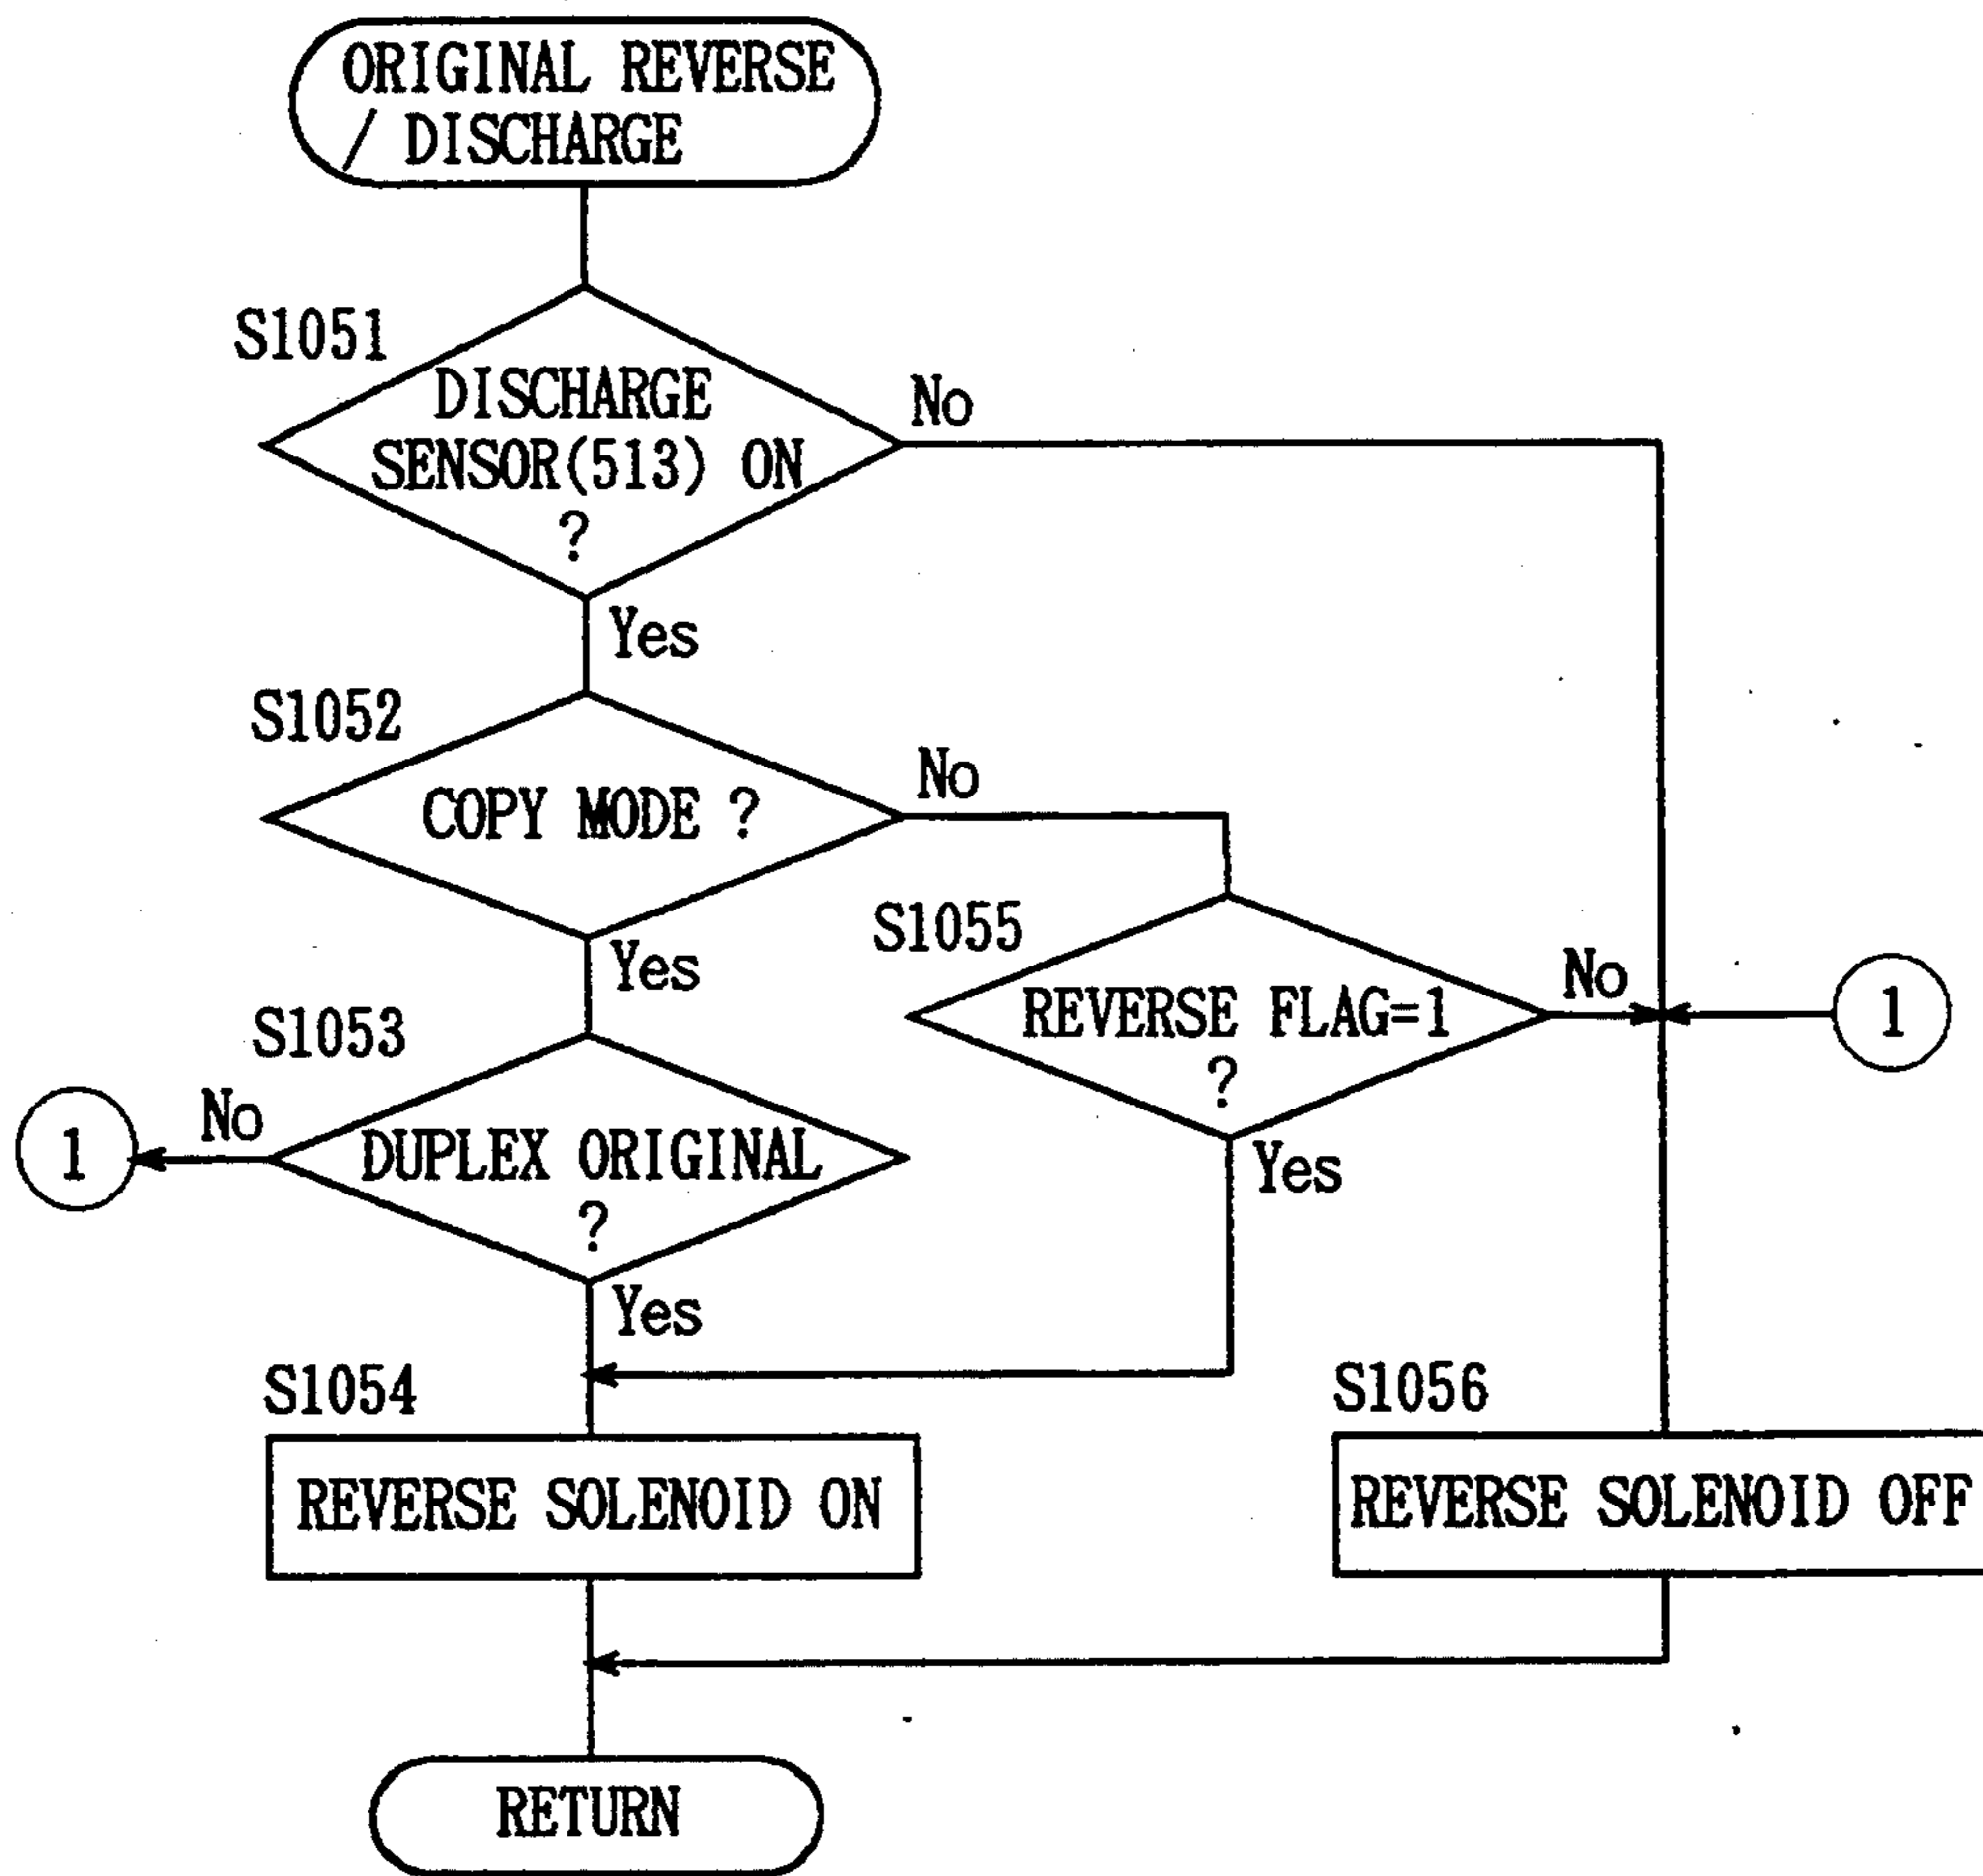 ORIGINAL REVERSE
/ DISCHARGE
S1051
DISCHARGE
SENSOR(513) ON
?
No
Yes
S1052
COPY MODE ?
No
Yes
S1055
REVERSE FLAG=1
?
No
1
Yes
S1053
DUPLEX ORIGINAL
?
No
1
Yes
S1054
REVERSE SOLENOID ON
S1056
REVERSE SOLENOID OFF
RETURN